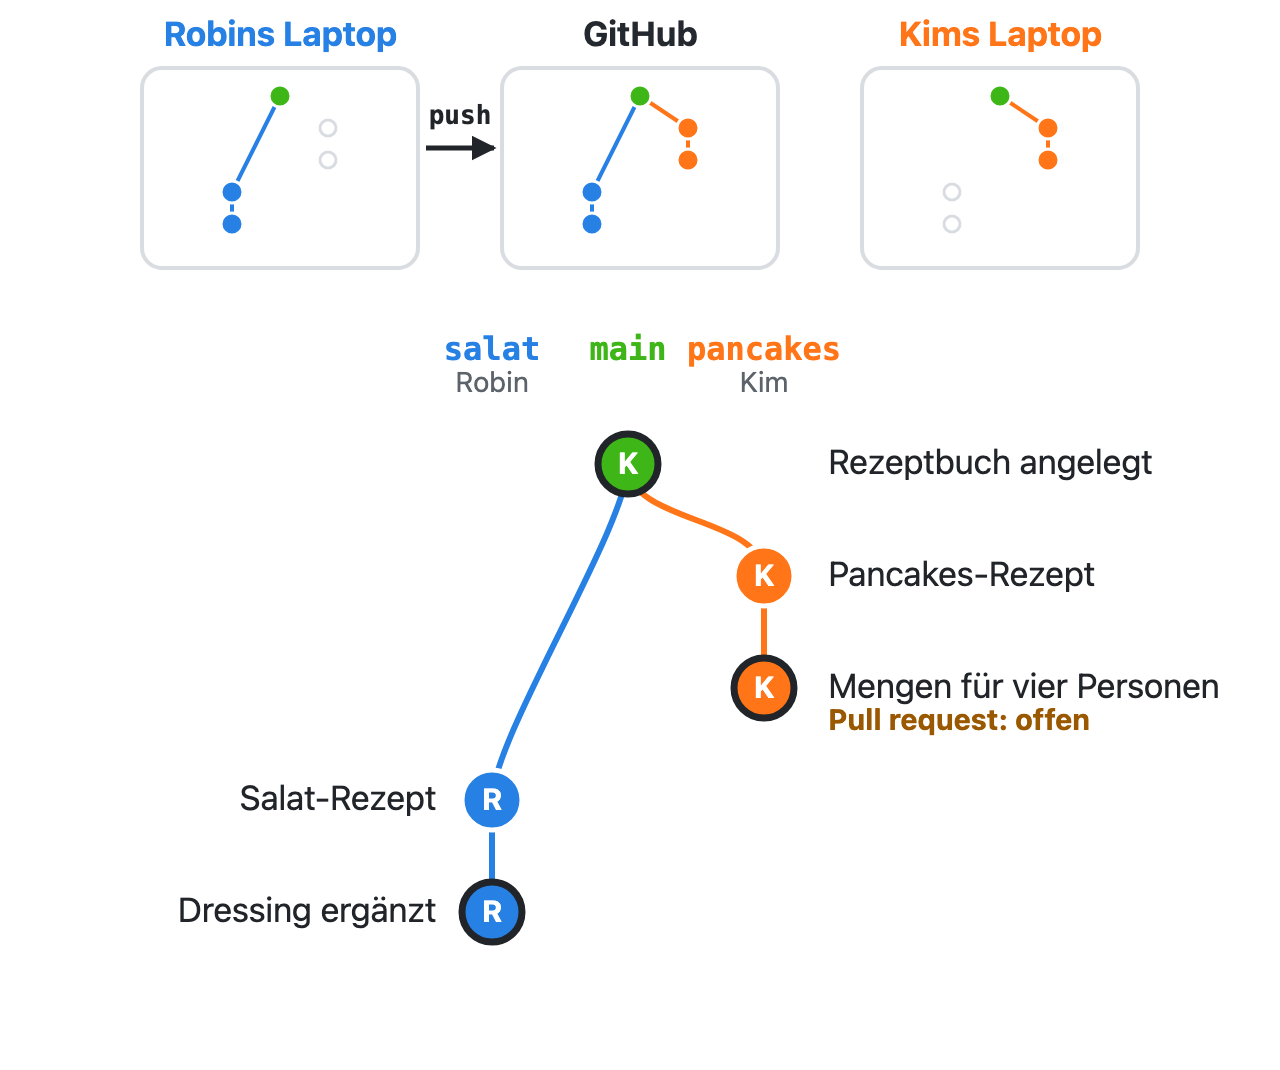 Robins Laptop
GitHub
Kims Laptop
push
salat
main
pancakes
Robin
Kim
K
Rezeptbuch angelegt
K
Pancakes-Rezept
K
Mengen für vier Personen
Pull request: offen
Salat-Rezept
R
Dressing ergänzt
R